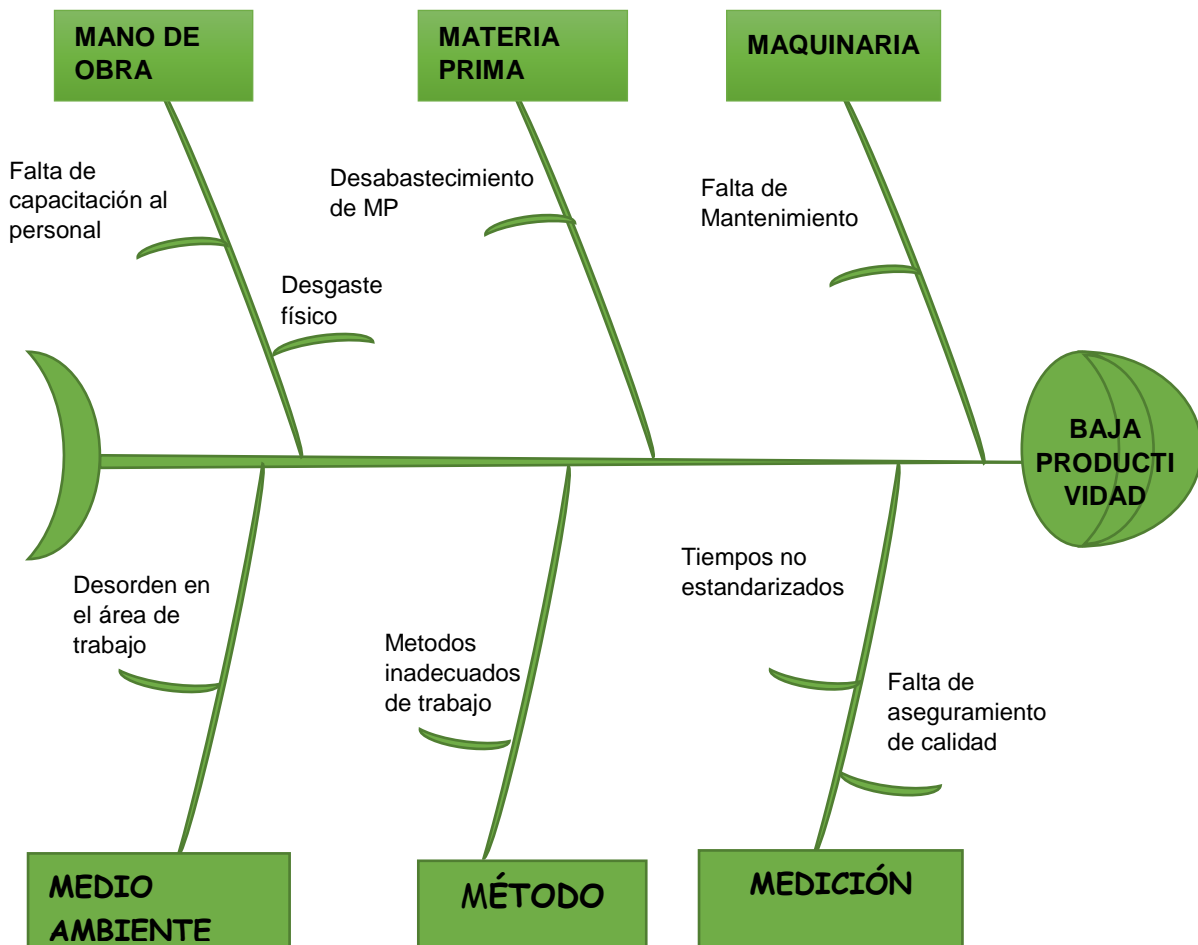 MANO DE
OBRA
MATERIA
PRIMA
MAQUINARIA
Falta de
capacitación al
personal
Desgaste
físico
Desabastecimiento
de MP
Falta de
Mantenimiento
BAJA
PRODUCTI
VIDAD
Desorden en
el área de
trabajo
Metodos
inadecuados
de trabajo
Tiempos no
estandarizados
Falta de
aseguramiento
de calidad
MEDIO
AMBIENTE
MÉTODO
MEDICIÓN